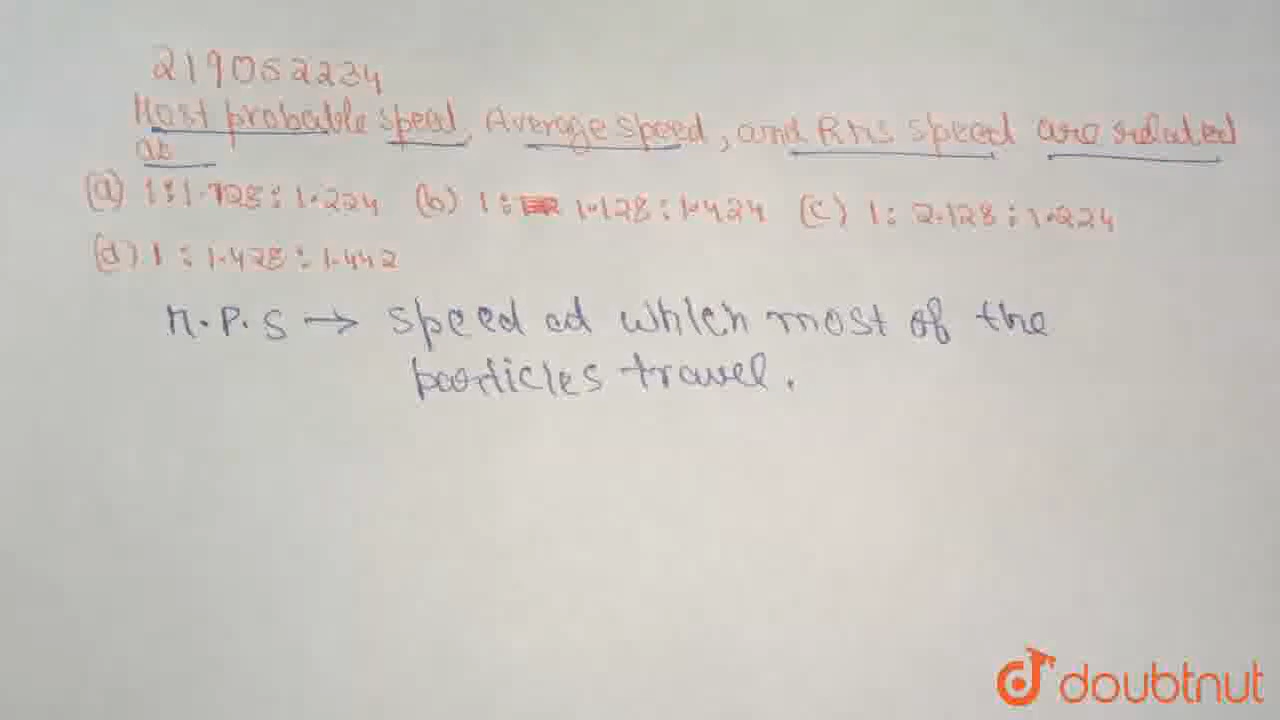 219052234
Most probable speed, Average speed, and RMS speed are related
as
(a) 1:1.728:1.224 (b) 1: 1.128:1.424 (c) 1: 2.128:1.224
(d) 1 : 1.428:1.442
M.P.S → speed at which most of the
particles travel.
doubtnut